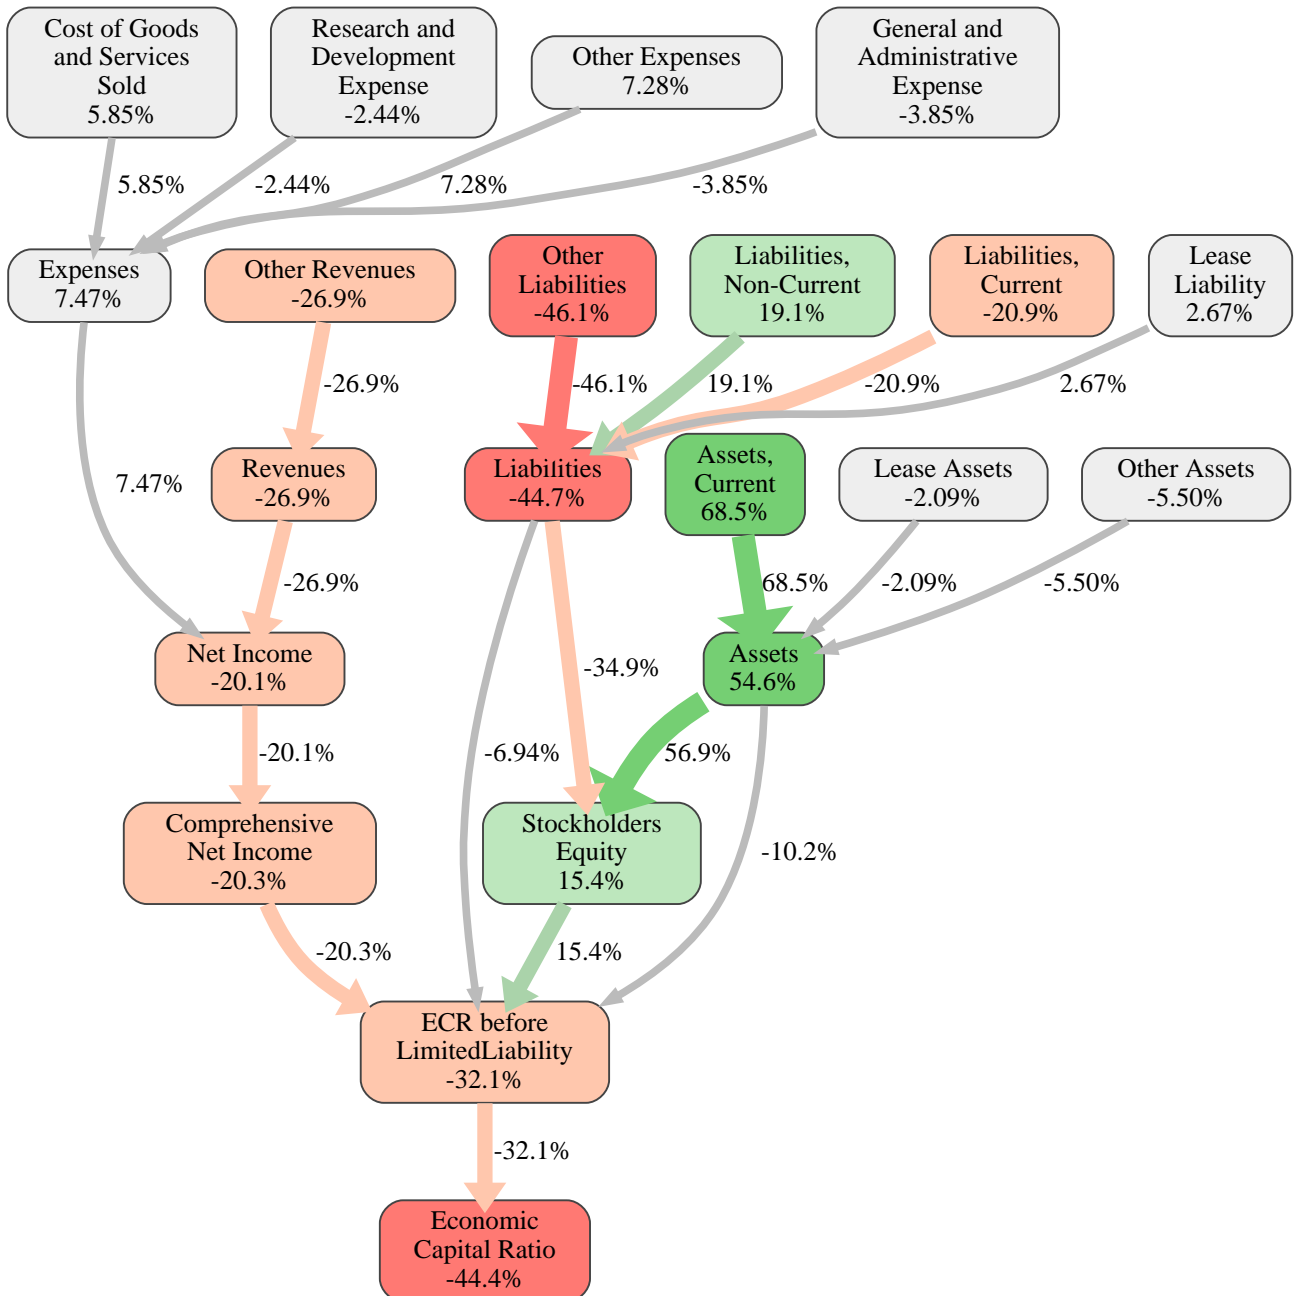 Cost of Goods
and Services
Sold
5.85%
Research and
Development
Expense
-2.44%
Other Expenses
7.28%
General and
Administrative
Expense
-3.85%
5.85%
-2.44%
7.28%
-3.85%
Expenses
7.47%
Other Revenues
-26.9%
Other
Liabilities
-46.1%
Liabilities,
Non-Current
19.1%
Liabilities,
Current
-20.9%
Lease
Liability
2.67%
-26.9%
-46.1%
19.1%
-20.9%
2.67%
7.47%
Revenues
-26.9%
Liabilities
-44.7%
Assets,
Current
68.5%
Lease Assets
-2.09%
Other Assets
-5.50%
-26.9%
68.5%
-2.09%
-5.50%
Net Income
-20.1%
-34.9%
Assets
54.6%
-20.1%
-6.94%
56.9%
Comprehensive
Net Income
-20.3%
Stockholders
Equity
15.4%
-10.2%
-20.3%
15.4%
ECR before
LimitedLiability
-32.1%
-32.1%
Economic
Capital Ratio
-44.4%